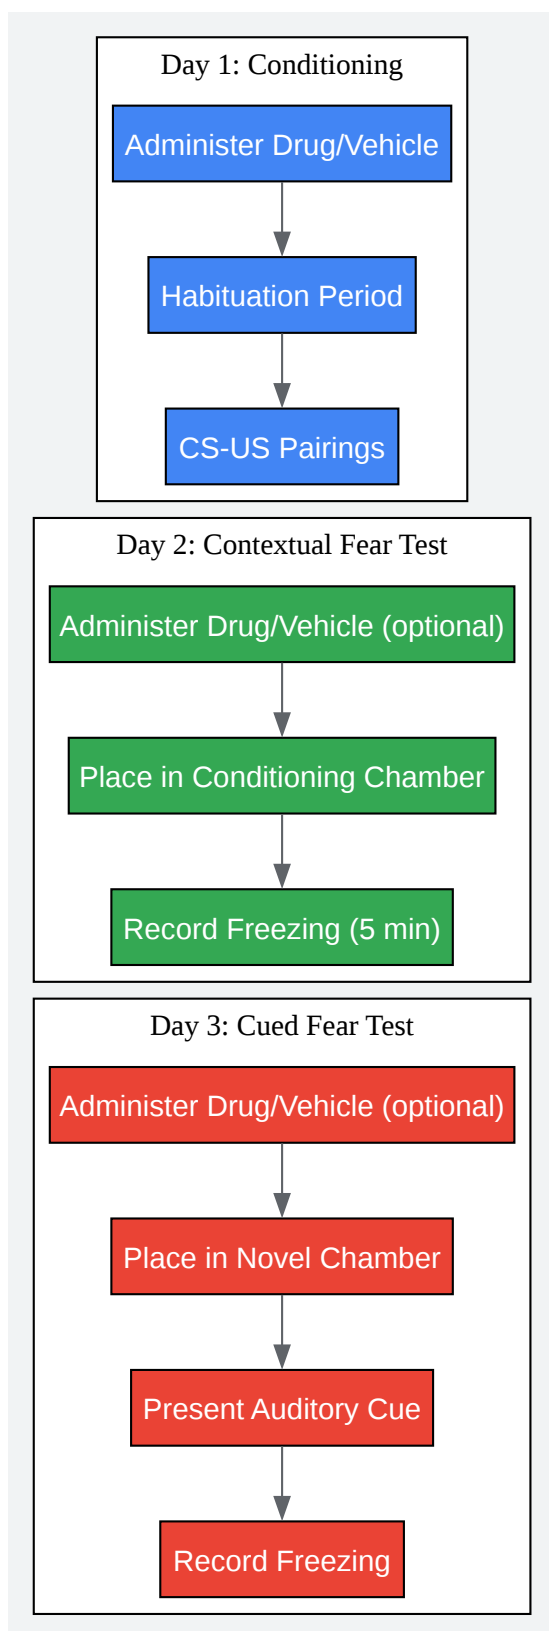 Day 1: Conditioning
Administer Drug/Vehicle
Habituation Period
CS-US Pairings
Day 2: Contextual Fear Test
Administer Drug/Vehicle (optional)
Place in Conditioning Chamber
Record Freezing (5 min)
Day 3: Cued Fear Test
Administer Drug/Vehicle (optional)
Place in Novel Chamber
Present Auditory Cue
Record Freezing